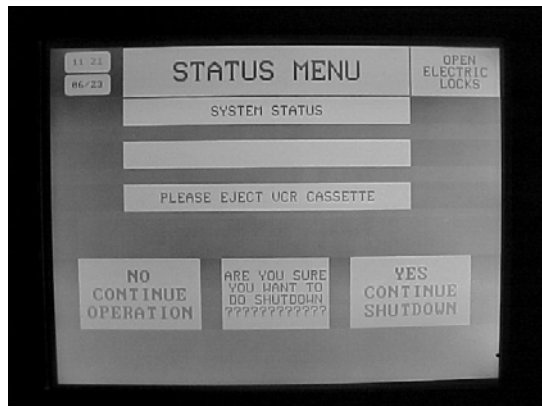 11 21
06/23
STATUS MENU
OPEN
ELECTRIC
LOCKS
SYSTEM STATUS
PLEASE EJECT VCR CASSETTE
NO
CONTINUE
OPERATION
ARE YOU SURE
YOU WANT TO
DO SHUTDOWN
????????????
YES
CONTINUE
SHUTDOWN